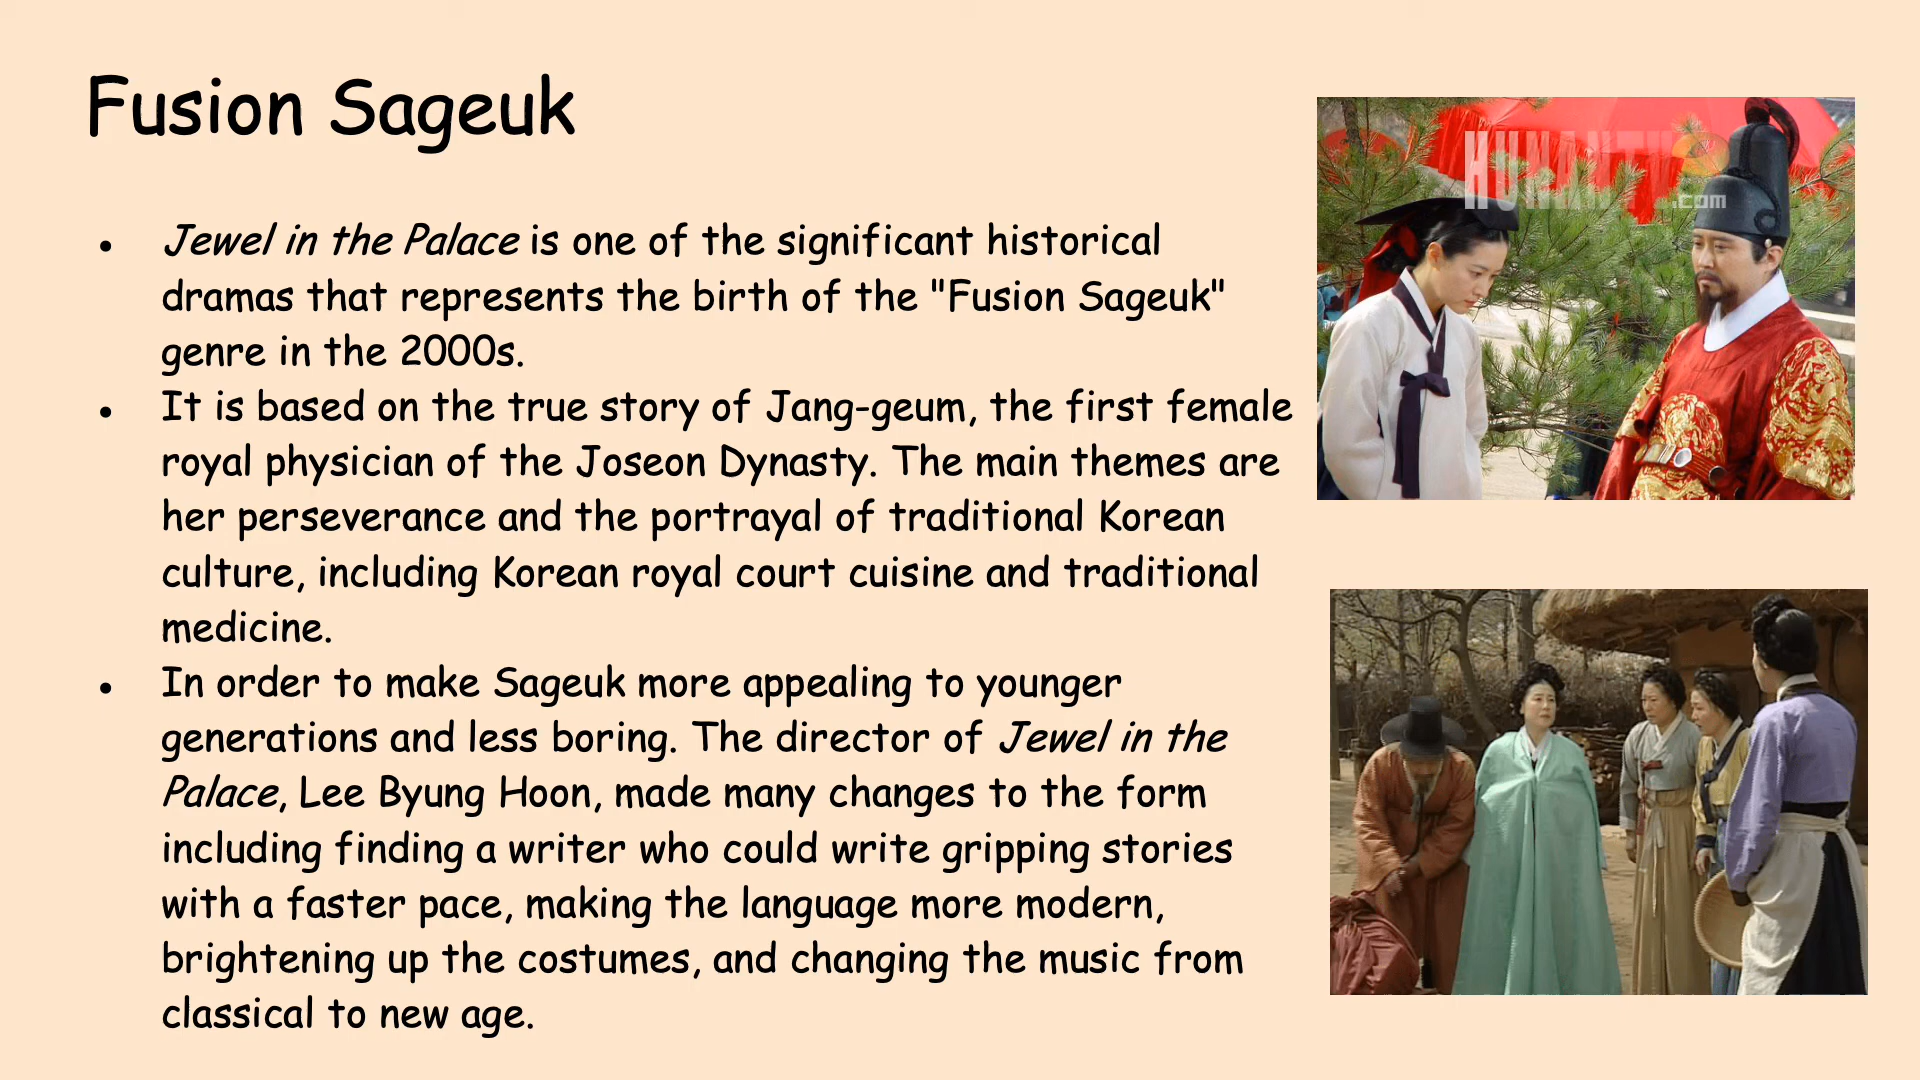 Fusion Sageuk
HUNANTV
.com
● Jewel in the Palace is one of the significant historical
dramas that represents the birth of the "Fusion Sageuk"
genre in the 2000s.
● It is based on the true story of Jang-geum, the first female
royal physician of the Joseon Dynasty. The main themes are
her perseverance and the portrayal of traditional Korean
culture, including Korean royal court cuisine and traditional
medicine.
● In order to make Sageuk more appealing to younger
generations and less boring. The director of Jewel in the
Palace, Lee Byung Hoon, made many changes to the form
including finding a writer who could write gripping stories
with a faster pace, making the language more modern,
brightening up the costumes, and changing the music from
classical to new age.